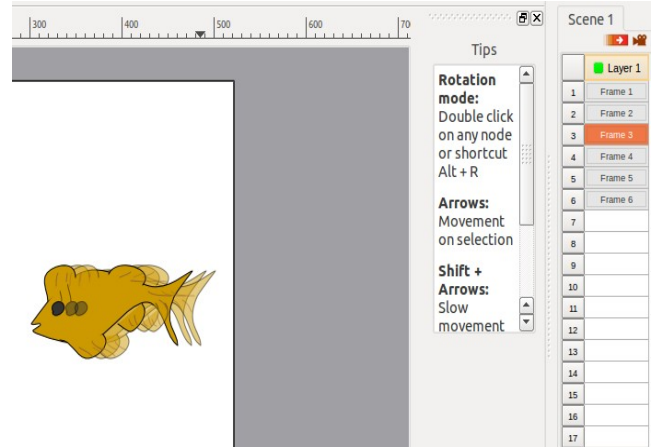 300 400 500 600 70
Tips
Rotation
mode:
Double click
on any node
or shortcut
Alt + R
Arrows:
Movement
on selection
Shift +
Arrows:
Slow
movement
Scene 1
Layer 1
1 Frame 1
2 Frame 2
3 Frame 3
4 Frame 4
5 Frame 5
6 Frame 6
7
8
9
10
11
12
13
14
15
16
17